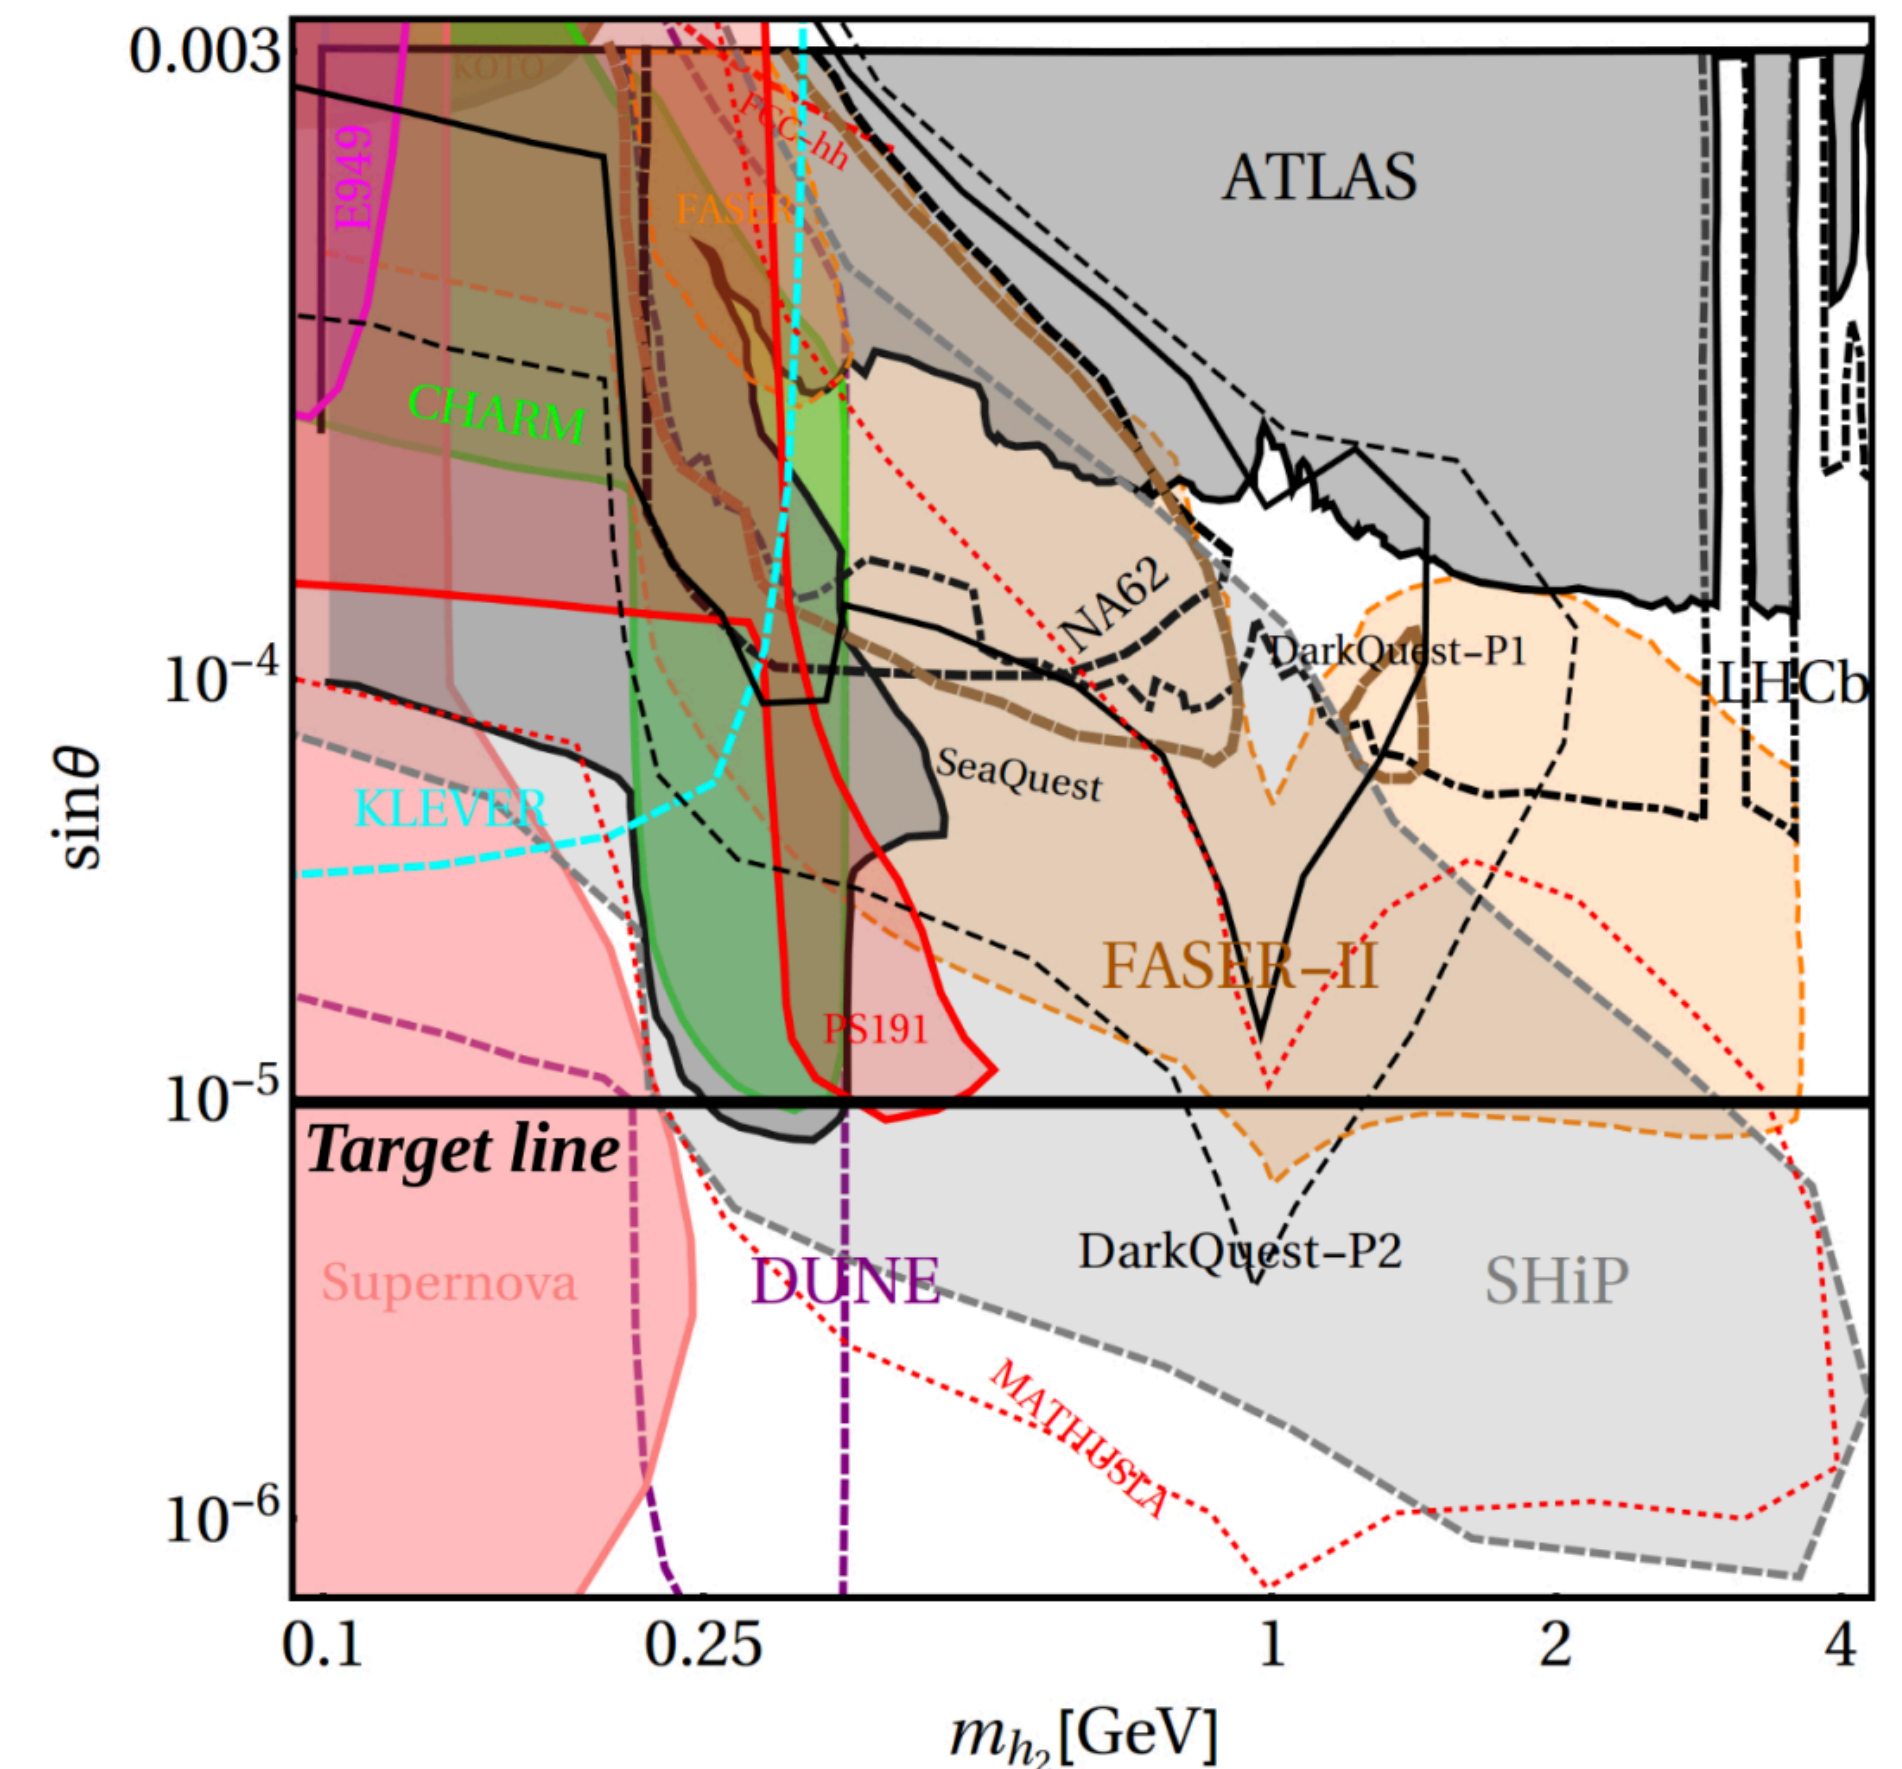 0.003
KOTO
FCC-hh
E949
ATLAS
FASER
CHARM
NA62
DarkQuest-P1
10⁻⁴
LHCb
sinθ
SeaQuest
KLEVER
FASER-II
PS191
10⁻⁵
Target line
DarkQuest-P2
Supernova
DUNE
SHiP
MATHUSLA
10⁻⁶
0.1 0.25 1 2 4
m_{h_2} [GeV]